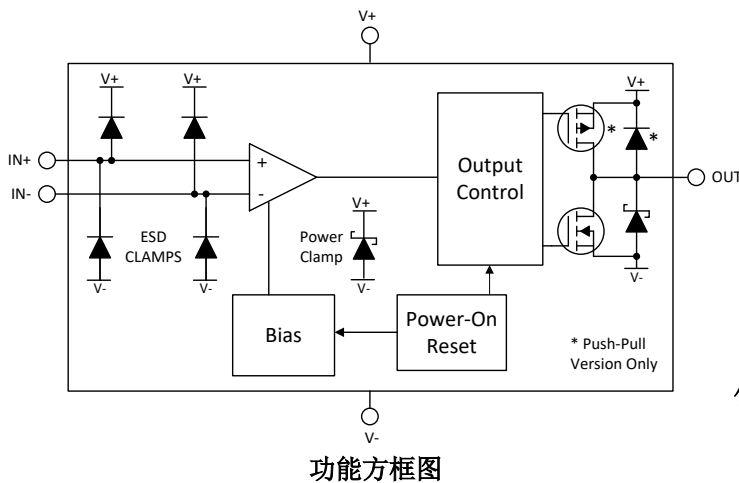 V+
V+
V+
V+
*
*
IN+
IN-
+
-
OUT
Output
Control
ESD
CLAMPS
Power
Clamp
V+
V-
V-
V-
V-
Bias
Power-On
Reset
* Push-Pull
Version Only
V-
功能方框图